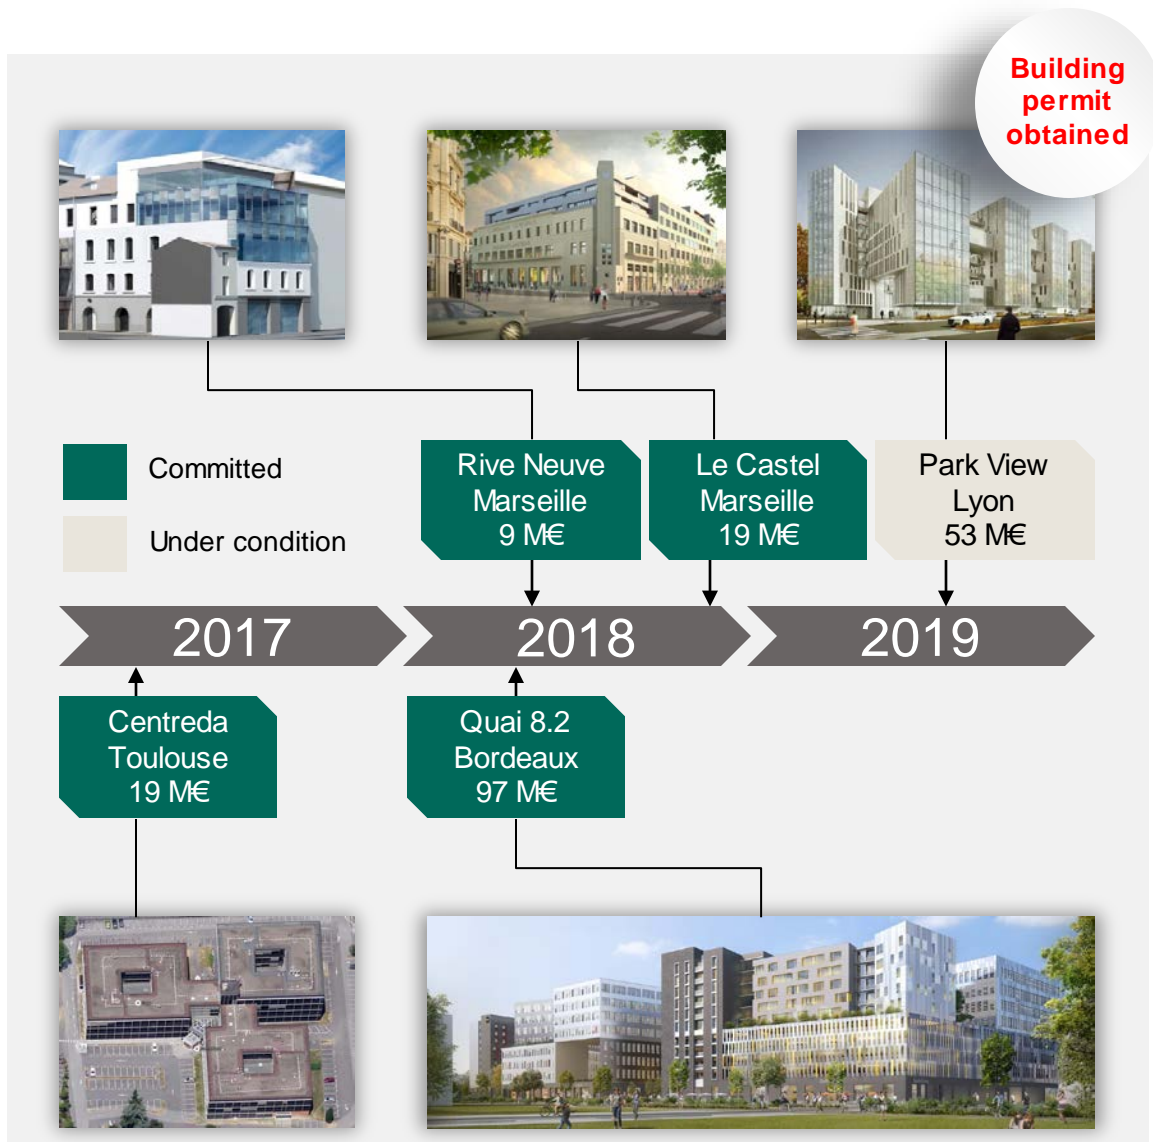 Building
permit
obtained
Committed
Under condition
Rive Neuve
Marseille
9 M€
Le Castel
Marseille
19 M€
Park View
Lyon
53 M€
2017
2018
2019
Centreda
Toulouse
19 M€
Quai 8.2
Bordeaux
97 M€